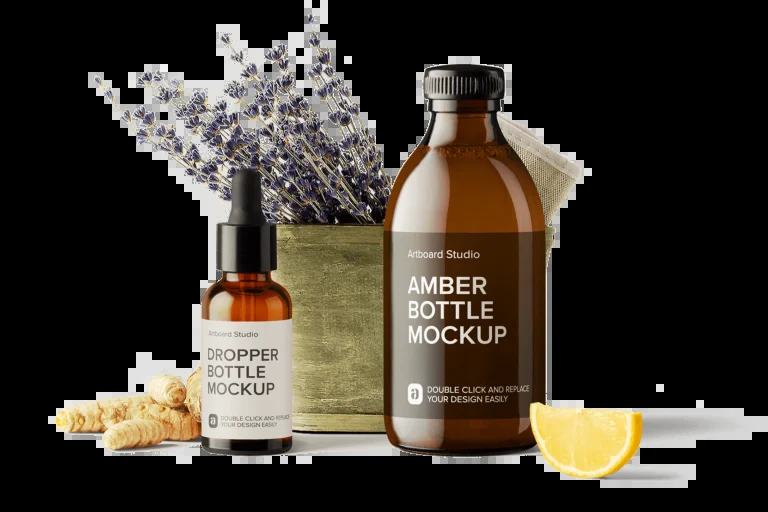 Artboard Studio
DROPPER
BOTTLE
MOCKUP
a
DOUBLE CLICK AND REPLACE
YOUR DESIGN EASILY
Artboard Studio
AMBER
BOTTLE
MOCKUP
a
DOUBLE CLICK AND REPLACE
YOUR DESIGN EASILY